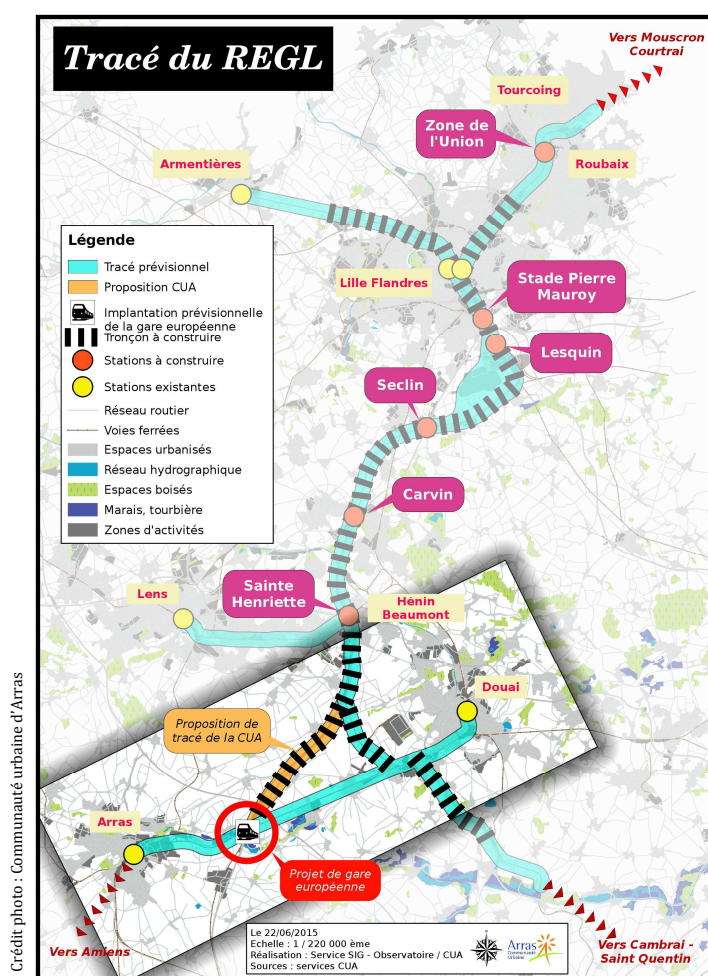 Tracé du REGL
Vers Mouscron
Courtrai
Tourcoing
Zone de
l'Union
Roubaix
Armentières
Légende
Tracé prévisionnel
Proposition CUA
Implantation prévisionnelle
de la gare européenne
Tronçon à construire
Stations à construire
Stations existantes
Réseau routier
Voies ferrées
Espaces urbanisés
Réseau hydrographique
Espaces boisés
Marais, tourbière
Zones d'activités
Lille Flandres
Stade Pierre
Mauroy
Lesquin
Seclin
Carvin
Lens
Sainte
Henriette
Hénin
Beaumont
Douai
Proposition de
tracé de la CUA
Arras
Projet de gare
européenne
Vers Amiens
Vers Cambrai -
Saint Quentin
Le 22/06/2015
Echelle : 1 / 220 000 ème
Réalisation : Service SIG - Observatoire / CUA
Sources : services CUA
Arras
Communauté
Urbaine
Crédit photo : Communauté urbaine d'Arras